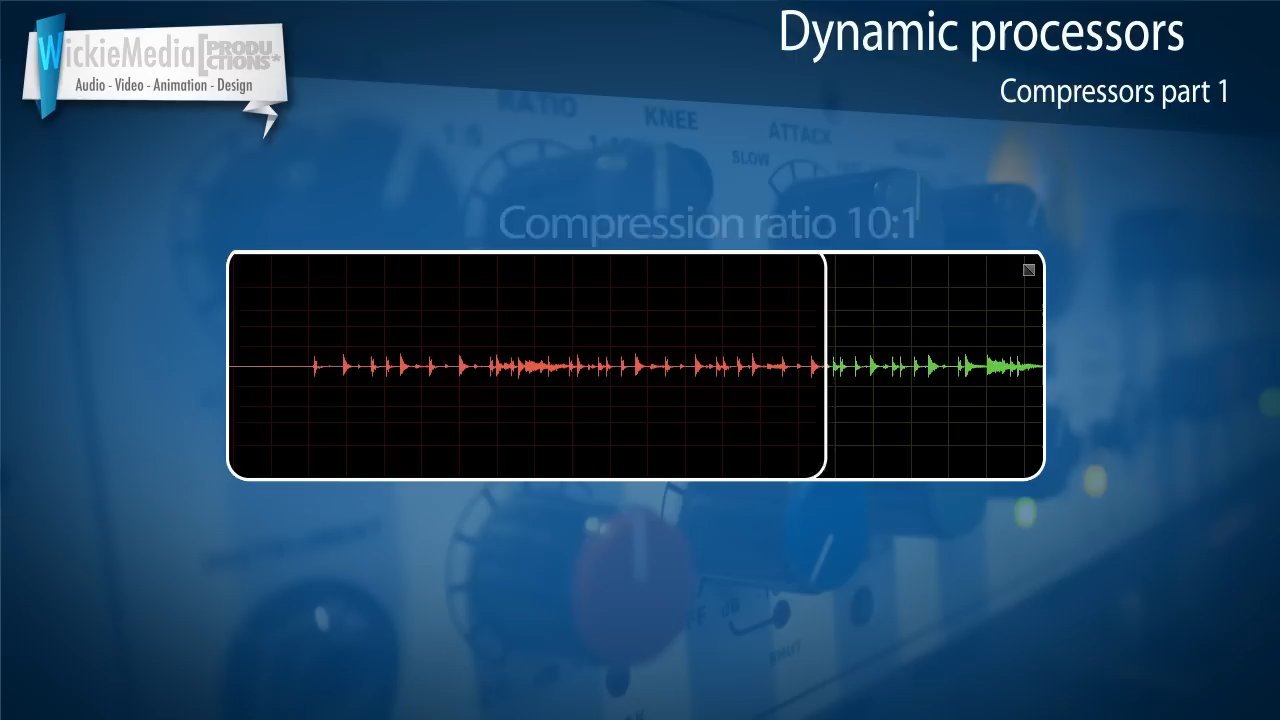 WickieMedia[PRODUCTIONS*
Audio - Video - Animation - Design
Dynamic processors
Compressors part 1
RATIO
KNEE
ATTACK
SLOW
Compression ratio 10:1
dB